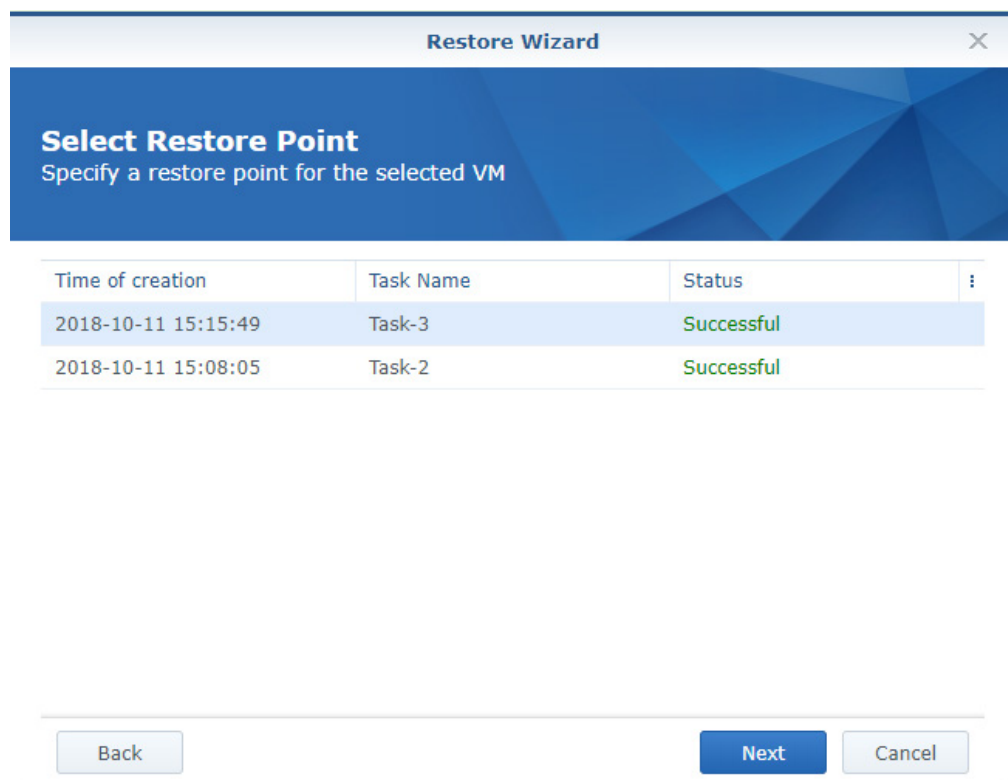 Restore Wizard
Select Restore Point
Specify a restore point for the selected VM
Time of creation Task Name Status
2018-10-11 15:15:49 Task-3 Successful
2018-10-11 15:08:05 Task-2 Successful
Back Next Cancel